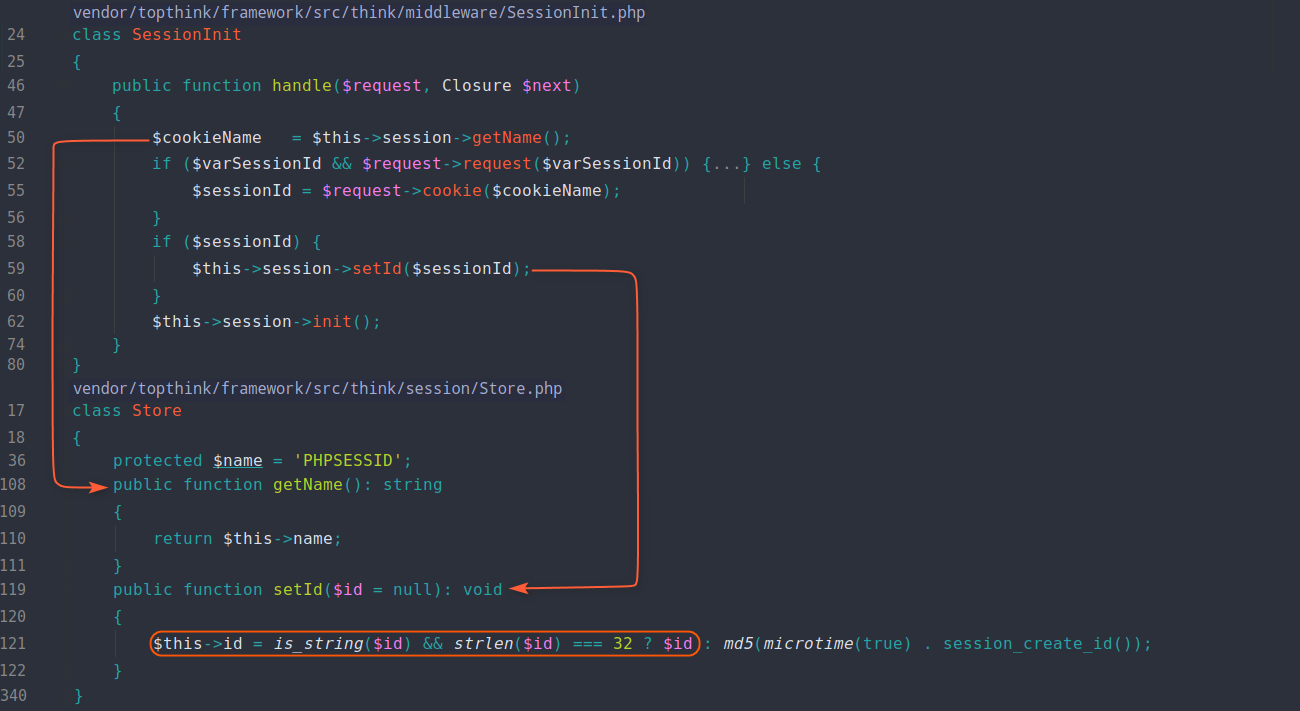 vendor/topthink/framework/src/think/middleware/SessionInit.php
24 class SessionInit
25 {
46 public function handle($request, Closure $next)
47 {
50 $cookieName   = $this->session->getName();
52 if ($varSessionId && $request->request($varSessionId)) {...} else {
55 $sessionId = $request->cookie($cookieName);
56 }
58 if ($sessionId) {
59 $this->session->setId($sessionId);
60 }
62 $this->session->init();
74 }
80 }
vendor/topthink/framework/src/think/session/Store.php
17 class Store
18 {
36 protected $name = 'PHPSESSID';
108 public function getName(): string
109 {
110 return $this->name;
111 }
119 public function setId($id = null): void
120 {
121 $this->id = is_string($id) && strlen($id) === 32 ? $id : md5(microtime(true) . session_create_id());
122 }
340 }